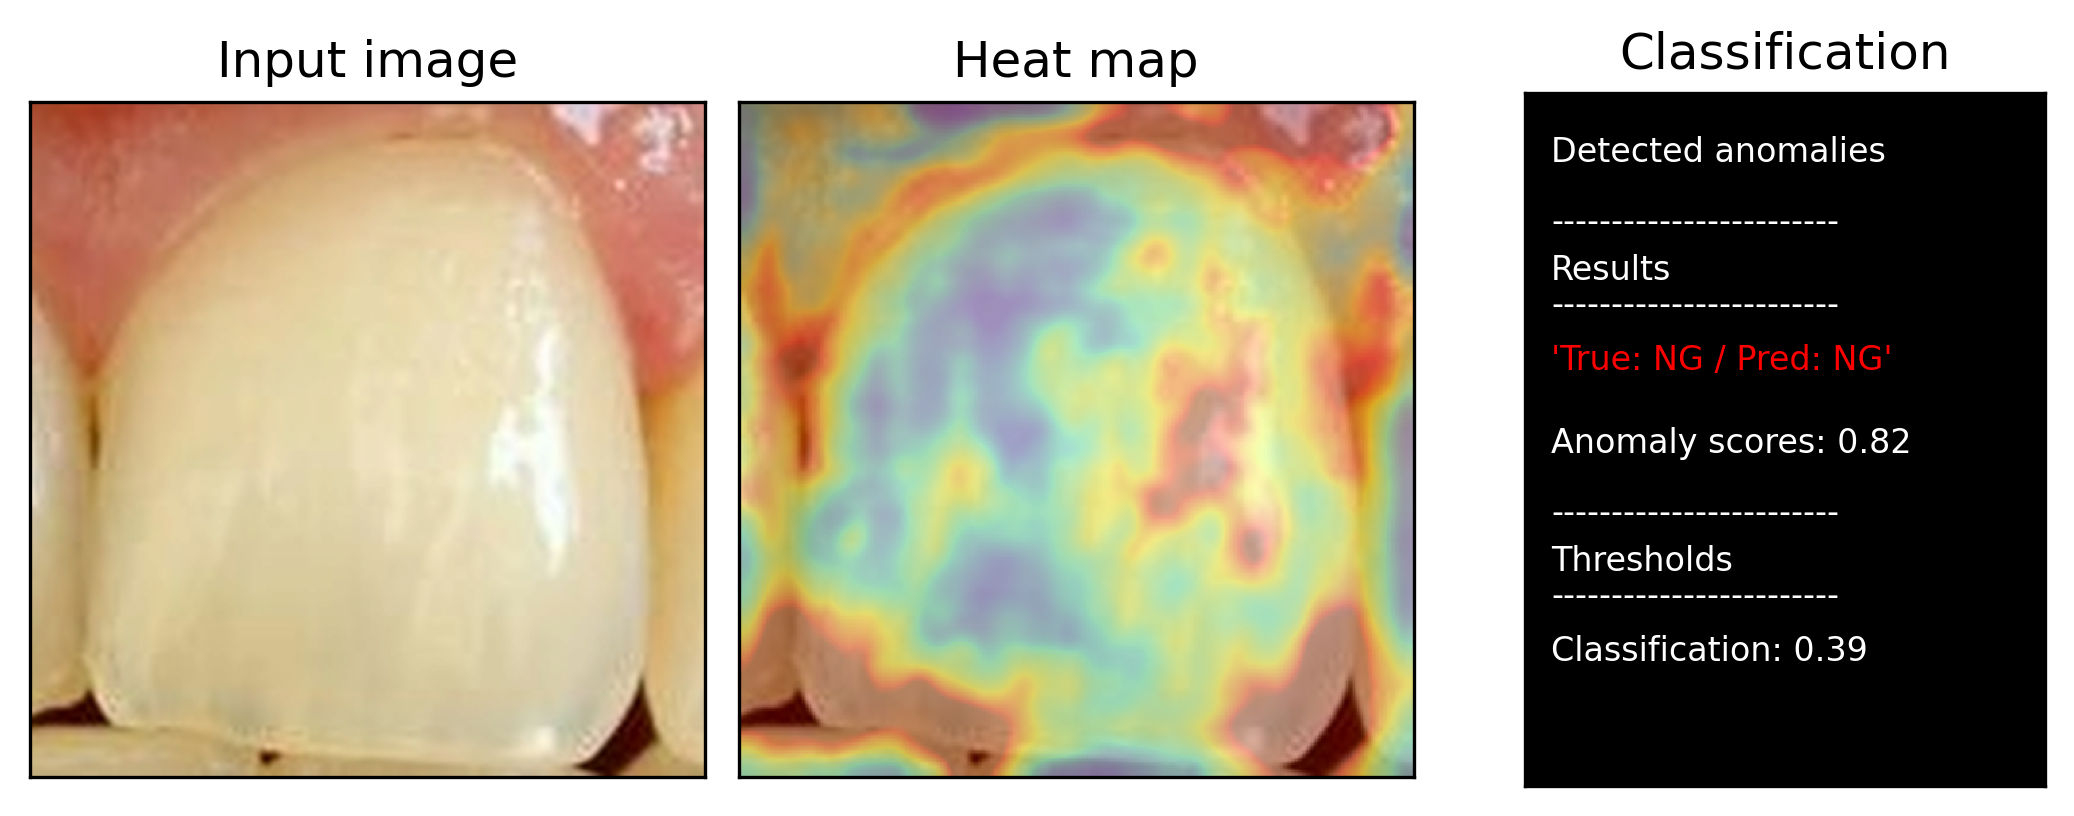 Input image
Heat map
Classification
Detected anomalies
------------------------
Results
------------------------
'True: NG / Pred: NG'
Anomaly scores: 0.82
------------------------
Thresholds
------------------------
Classification: 0.39